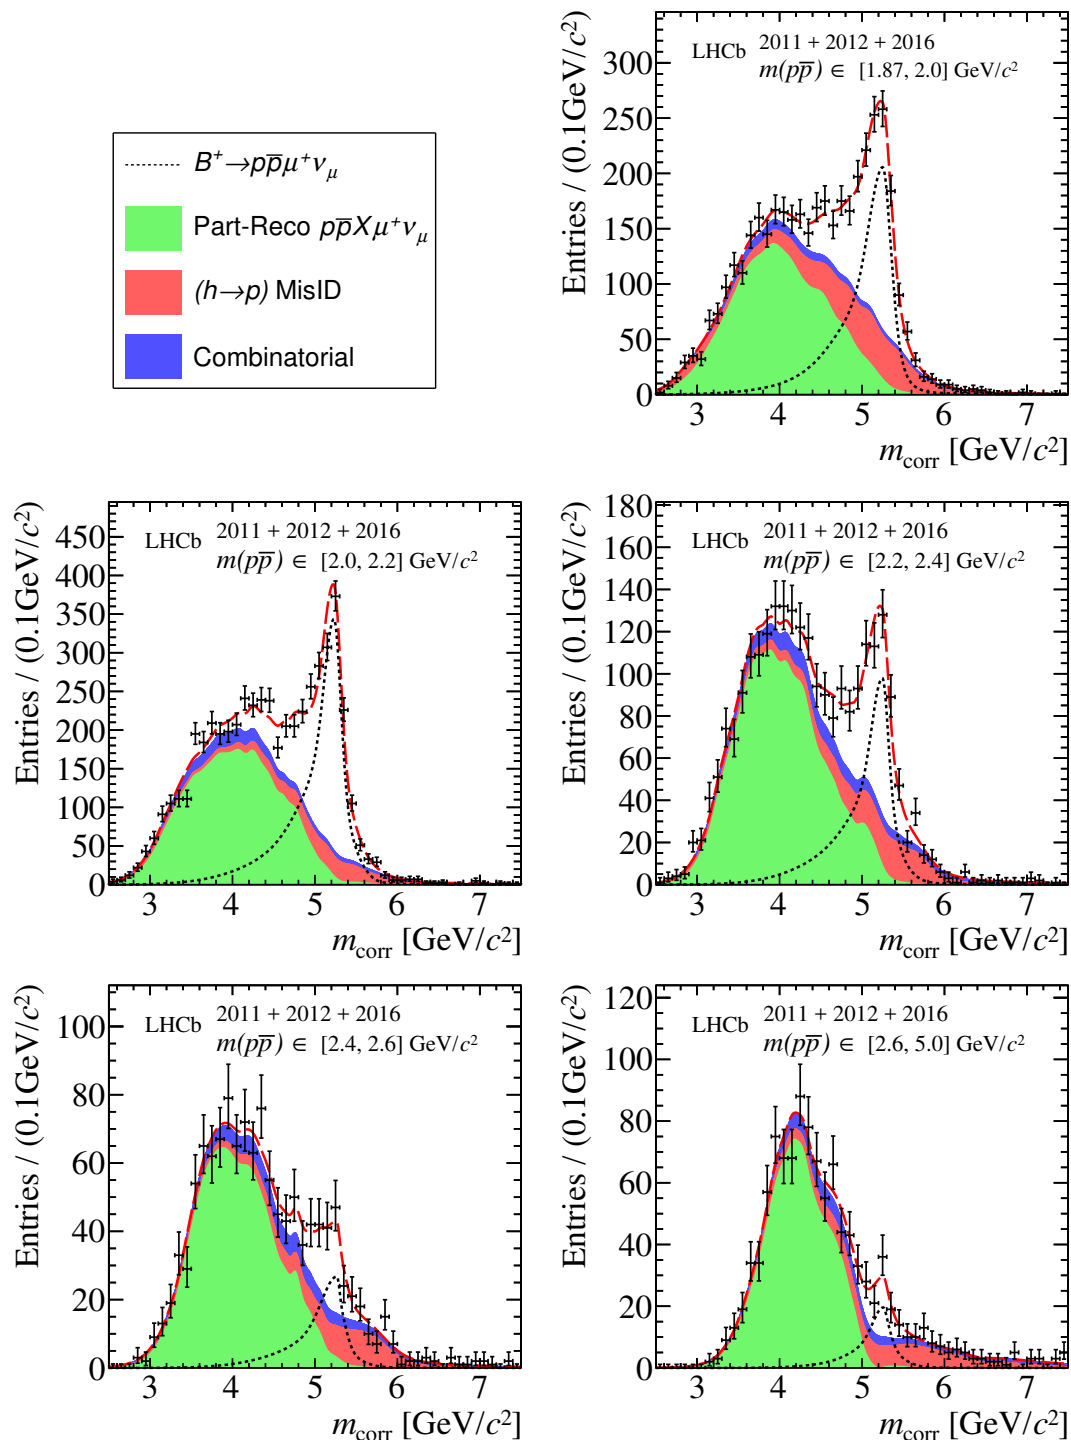 B⁺→pp̅μ⁺ν_μ
Part-Reco pp̅Xμ⁺ν_μ
(h→p) MisID
Combinatorial
Entries / (0.1GeV/c²)
300
250
200
150
100
50
0
LHCb 2011 + 2012 + 2016
m(pp̅) ∈ [1.87, 2.0] GeV/c²
3 4 5 6 7
m_corr [GeV/c²]
Entries / (0.1GeV/c²)
450
400
350
300
250
200
150
100
50
0
LHCb 2011 + 2012 + 2016
m(pp̅) ∈ [2.0, 2.2] GeV/c²
3 4 5 6 7
m_corr [GeV/c²]
Entries / (0.1GeV/c²)
180
160
140
120
100
80
60
40
20
0
LHCb 2011 + 2012 + 2016
m(pp̅) ∈ [2.2, 2.4] GeV/c²
3 4 5 6 7
m_corr [GeV/c²]
Entries / (0.1GeV/c²)
100
80
60
40
20
0
LHCb 2011 + 2012 + 2016
m(pp̅) ∈ [2.4, 2.6] GeV/c²
3 4 5 6 7
m_corr [GeV/c²]
Entries / (0.1GeV/c²)
120
100
80
60
40
20
0
LHCb 2011 + 2012 + 2016
m(pp̅) ∈ [2.6, 5.0] GeV/c²
3 4 5 6 7
m_corr [GeV/c²]